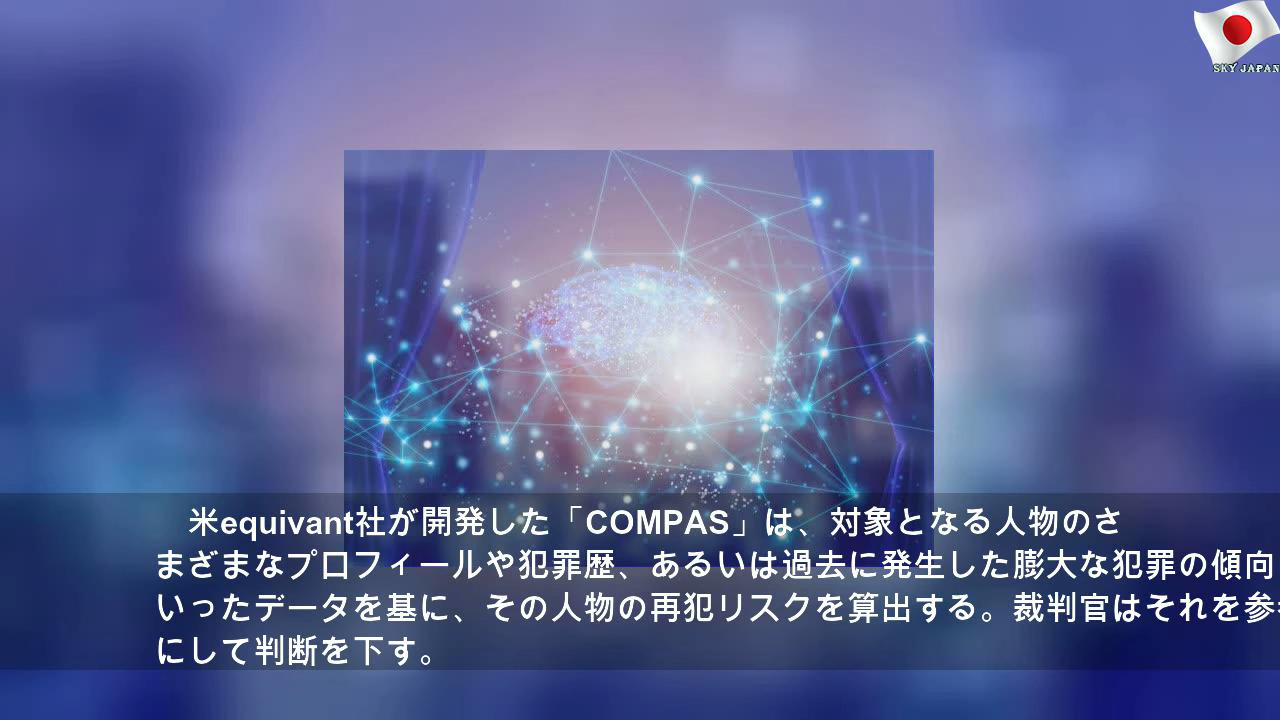 SKY JAPAN
米equivant社が開発した「COMPAS」は、対象となる人物のさ
まざまなプロフィールや犯罪歴、あるいは過去に発生した膨大な犯罪の傾向
いったデータを基に、その人物の再犯リスクを算出する。裁判官はそれを参
にして判断を下す。